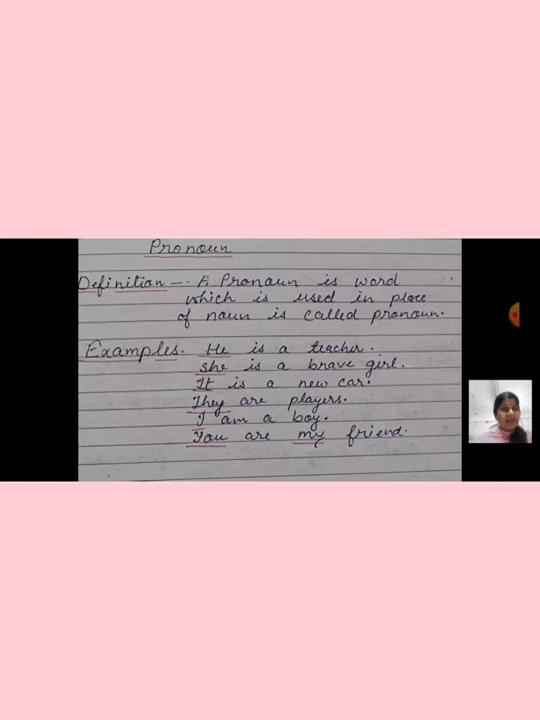 Pronoun
Definition - A Pronoun is word
which is used in place
of noun is called pronoun.
Examples. He is a teacher.
She is a brave girl.
It is a new car.
They are players.
I am a boy.
You are my friend.